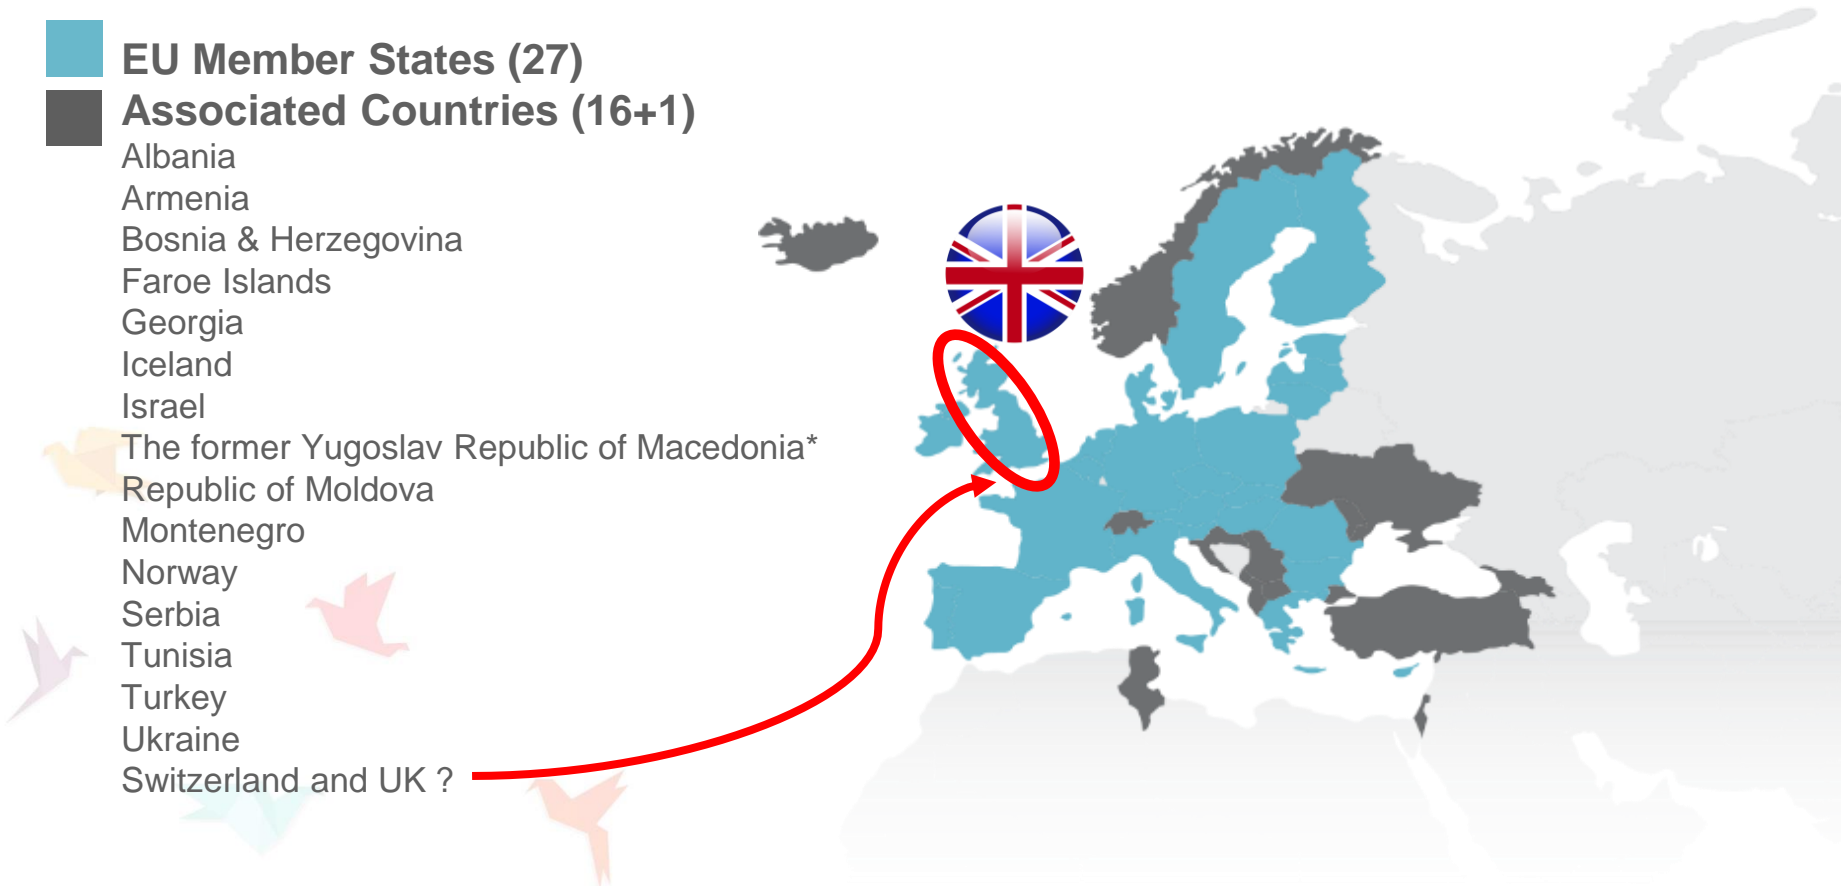 EU Member States (27)
Associated Countries (16+1)
Albania
Armenia
Bosnia & Herzegovina
Faroe Islands
Georgia
Iceland
Israel
The former Yugoslav Republic of Macedonia*
Republic of Moldova
Montenegro
Norway
Serbia
Tunisia
Turkey
Ukraine
Switzerland and UK ?